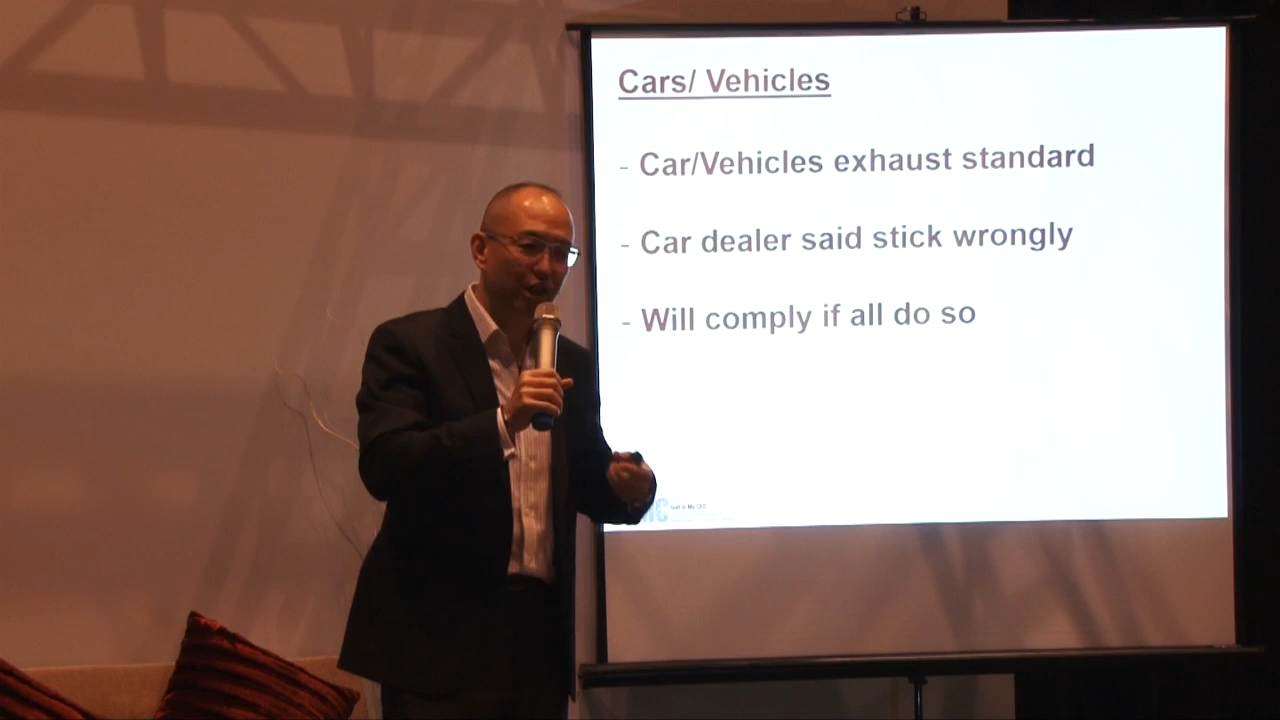 Cars/ Vehicles
- Car/Vehicles exhaust standard
- Car dealer said stick wrongly
- Will comply if all do so